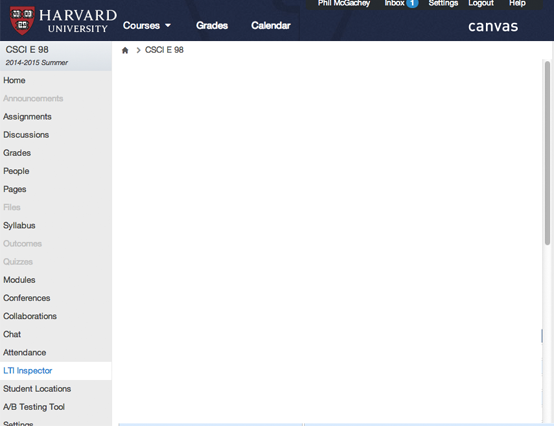 Phil McGachey Inbox 1 Settings Logout Help
HARVARD
UNIVERSITY
Courses Grades Calendar
canvas
CSCI E 98
2014-2015 Summer
CSCI E 98
Home
Announcements
Assignments
Discussions
Grades
People
Pages
Files
Syllabus
Outcomes
Quizzes
Modules
Conferences
Collaborations
Chat
Attendance
LTI Inspector
Student Locations
A/B Testing Tool
Settings